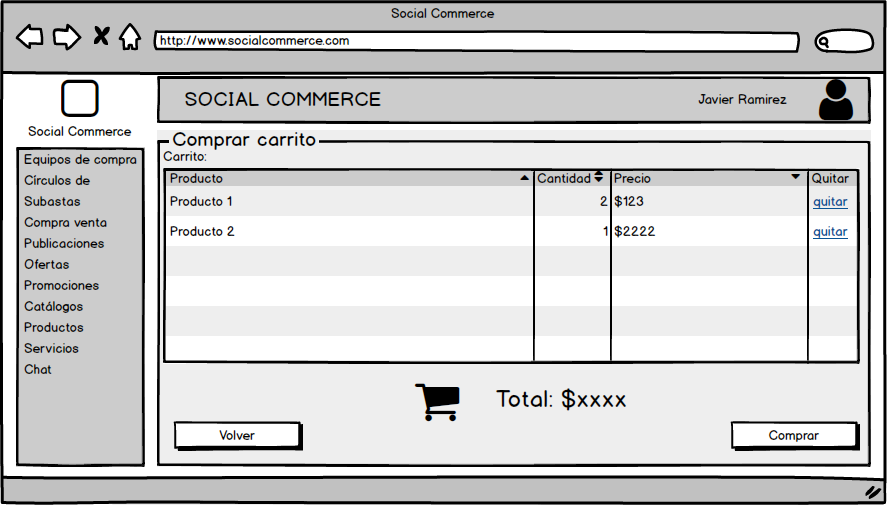 Social Commerce
http://www.socialcommerce.com
Social Commerce
SOCIAL COMMERCE
Javier Ramirez
Equipos de compra
Círculos de
Subastas
Compra venta
Publicaciones
Ofertas
Promociones
Catálogos
Productos
Servicios
Chat
Comprar carrito
Carrito:
Producto Cantidad Precio Quitar
Producto 1 2 $123 quitar
Producto 2 1 $2222 quitar
Total: $xxxx
Volver
Comprar